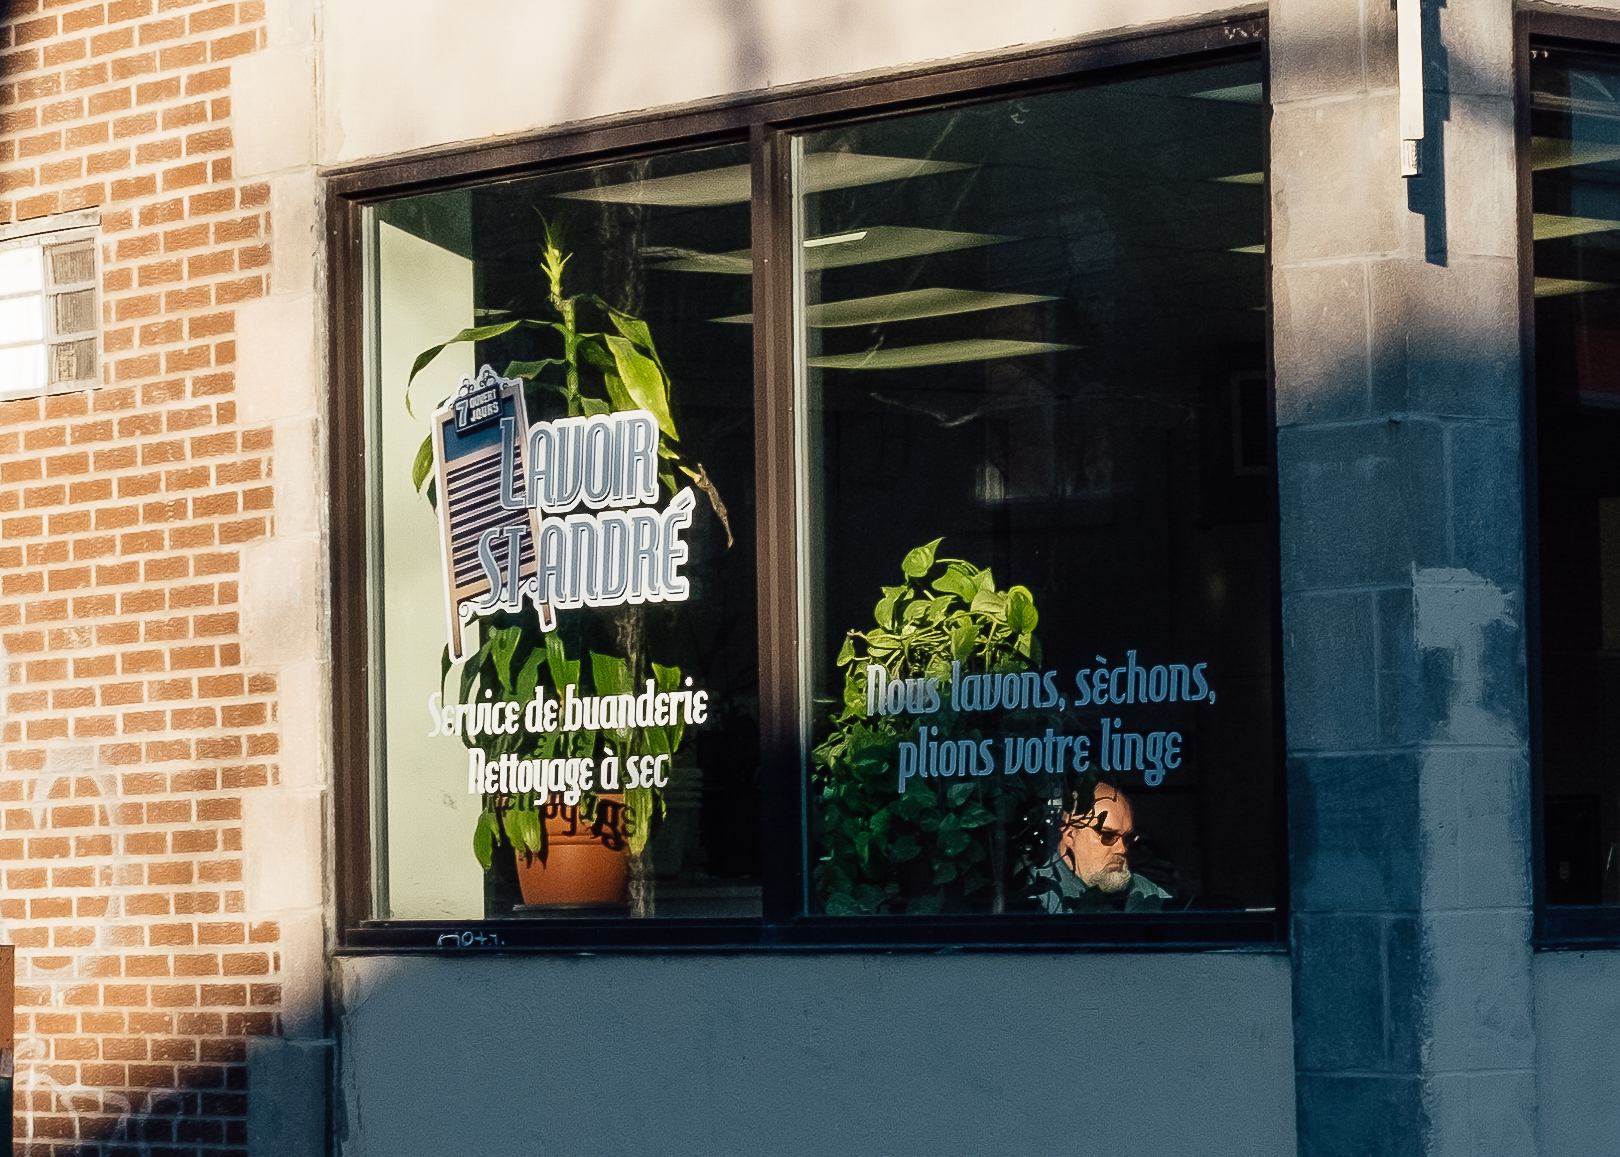 7 OUVERT
JOURS
LAVOIR
ST-ANDRÉ
Service de buanderie
Nettoyage à sec
Nous lavons, sèchons,
plions votre linge